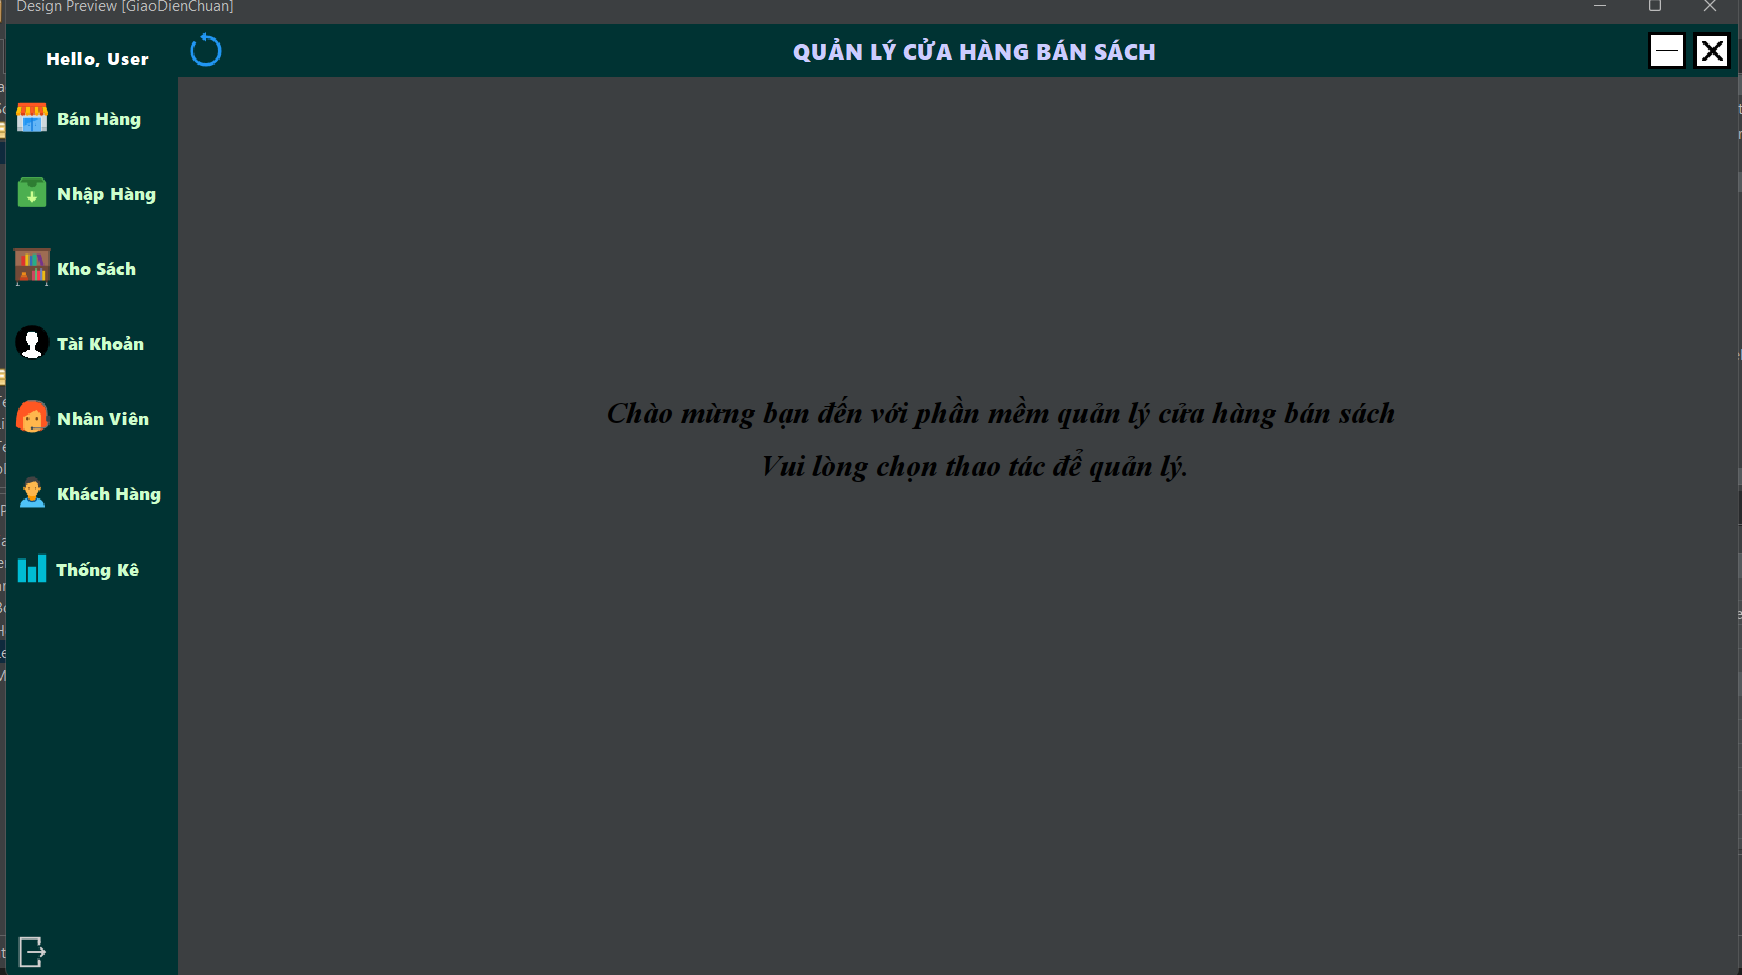 Design Preview [GiaoDienChuan]
Hello, User
QUẢN LÝ CỬA HÀNG BÁN SÁCH
Bán Hàng
Nhập Hàng
Kho Sách
Tài Khoản
Nhân Viên
Khách Hàng
Thống Kê
Chào mừng bạn đến với phần mềm quản lý cửa hàng bán sách
Vui lòng chọn thao tác để quản lý.